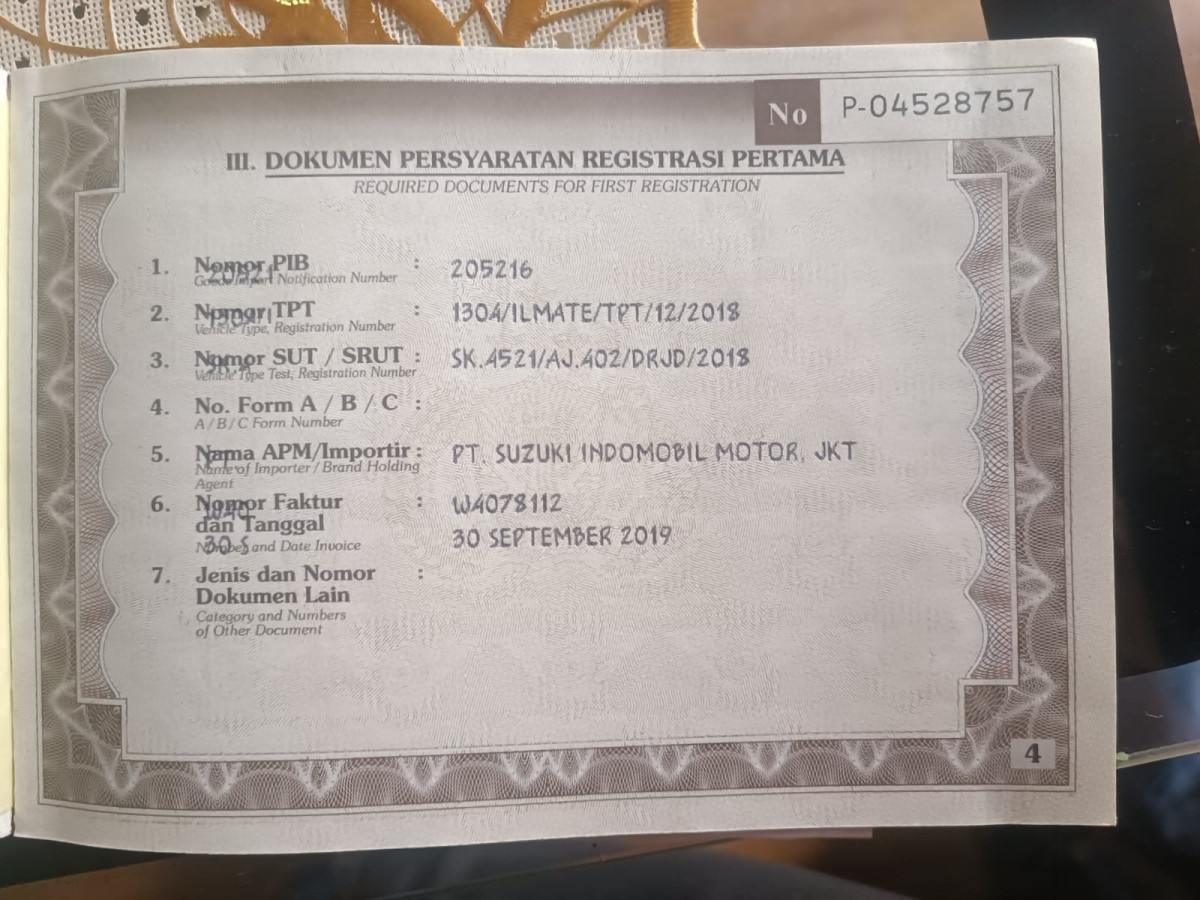 No P-04528757
III. DOKUMEN PERSYARATAN REGISTRASI PERTAMA
REQUIRED DOCUMENTS FOR FIRST REGISTRATION
1. Nomor PIB : 205216
Goods Import Notification Number
2. Nomor TPT : 1304/ILMATE/TPT/12/2018
Vehicle Type, Registration Number
3. Nomor SUT / SRUT : SK.4521/AJ.402/DRJD/2018
Vehicle Type Test, Registration Number
4. No. Form A / B / C :
A / B / C Form Number
5. Nama APM/Importir : PT. SUZUKI INDOMOBIL MOTOR, JKT
Name of Importer / Brand Holding
Agent
6. Nomor Faktur : W4078112
dan Tanggal 30 SEPTEMBER 2019
Number and Date Invoice
7. Jenis dan Nomor :
Dokumen Lain
Category and Numbers
of Other Document
4